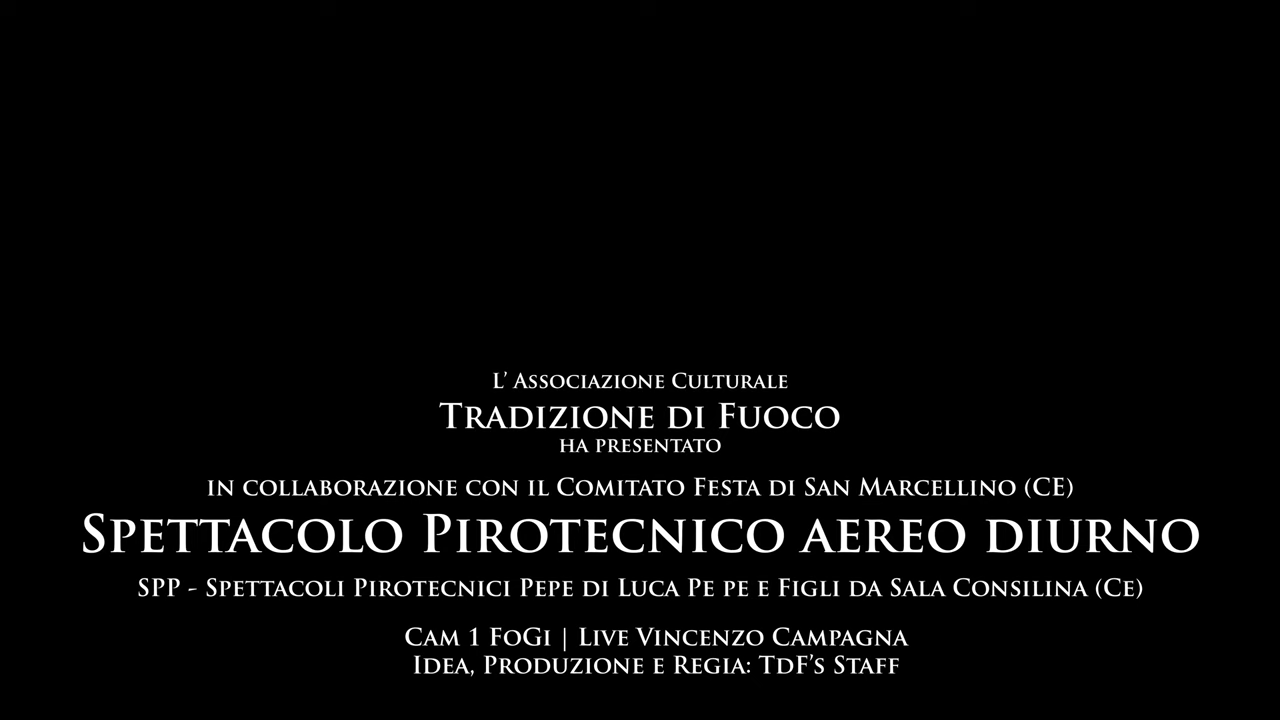 L' Associazione Culturale
Tradizione di Fuoco
ha presentato
in collaborazione con il Comitato Festa di San Marcellino (CE)
Spettacolo Pirotecnico aereo diurno
SPP - Spettacoli Pirotecnici Pepe di Luca Pe pe e Figli da Sala Consilina (Ce)
Cam 1 FoGi | Live Vincenzo Campagna
Idea, Produzione e Regia: TdF's Staff